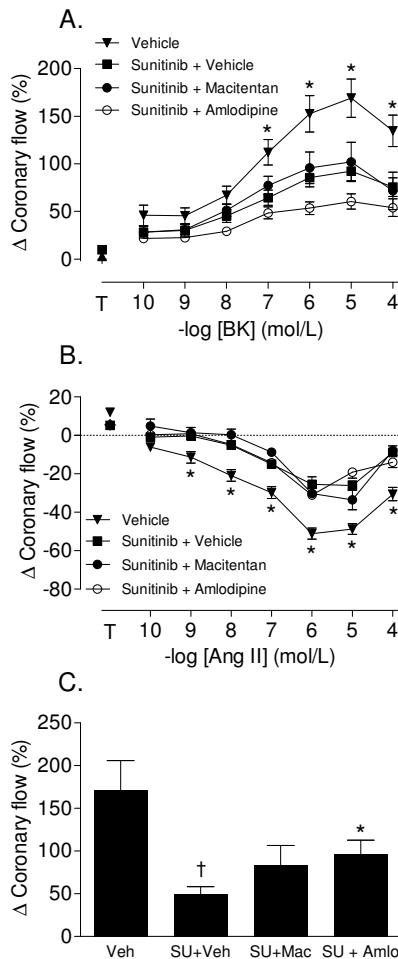 A.
Vehicle
Sunitinib + Vehicle
Sunitinib + Macitentan
Sunitinib + Amlodipine
Δ Coronary flow (%)
200
150
100
50
0
* * * *
T 10 9 8 7 6 5 4
-log [BK] (mol/L)
B.
Δ Coronary flow (%)
20
0
-20
-40
-60
-80
* * * * * *
Vehicle
Sunitinib + Vehicle
Sunitinib + Macitentan
Sunitinib + Amlodipine
T 10 9 8 7 6 5 4
-log [Ang II] (mol/L)
C.
Δ Coronary flow (%)
250
200
150
100
50
0
† *
Veh SU+Veh SU+Mac SU + Amlo